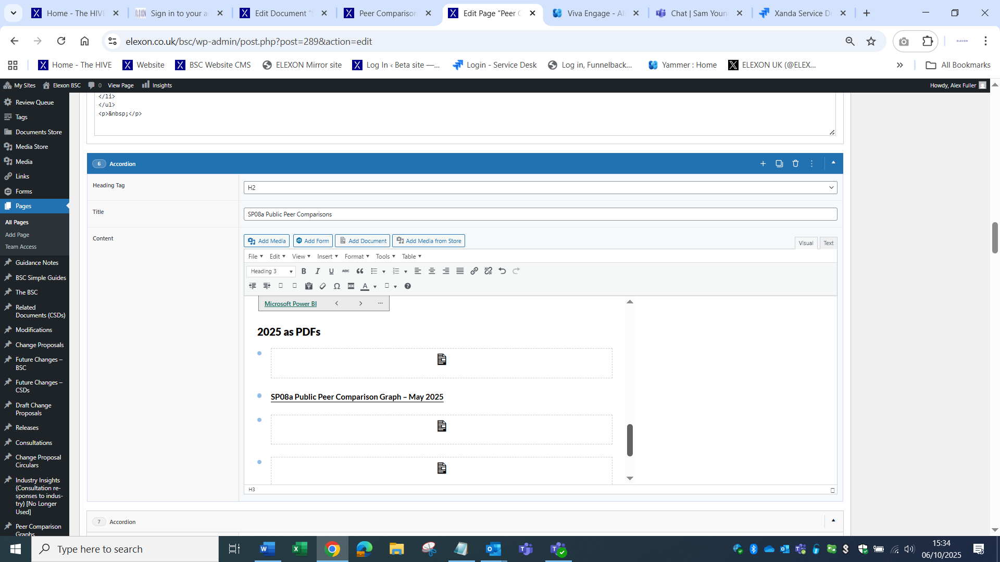 Home - The HIVE
Sign in to your a
Edit Document "S
Peer Comparison
Edit Page "Peer C
Viva Engage - Al
Chat | Sam Youn
Xanda Service D
elexon.co.uk/bsc/wp-admin/post.php?post=289&action=edit
ELEXON
Home - The HIVE
Website
BSC Website CMS
ELEXON Mirror site
Log In ‹ Beta site —...
Login - Service Desk
Log in, Funnelback...
Yammer : Home
ELEXON UK (@ELEX...
All Bookmarks
My Sites
Elexon BSC
0
View Page
Insights
Howdy, Alex Fuller
Review Queue
Tags
Documents Store
Media Store
Media
Links
Forms
Pages
All Pages
Add Page
Team Access
Guidance Notes
BSC Simple Guides
The BSC
Related
Documents (CSDs)
Modifications
Change Proposals
Future Changes –
BSC
Future Changes –
CSDs
Draft Change
Proposals
Releases
Consultations
Change Proposal
Circulars
Industry Insights
(Consultation re-
sponses to indus-
try) [No Longer
Used]
Peer Comparison
Graphs
</li>
</ul>
<p>&nbsp;</p>
6 Accordion
Heading Tag
H2
Title
SP08a Public Peer Comparisons
Content
Add Media
Add Form
Add Document
Add Media from Store
Visual
Text
File
Edit
View
Insert
Format
Tools
Table
Heading 3
B
I
U
ABC
A
Microsoft Power BI
2025 as PDFs
SP08a Public Peer Comparison Graph – May 2025
H3
7 Accordion
Type here to search
15:34
06/10/2025